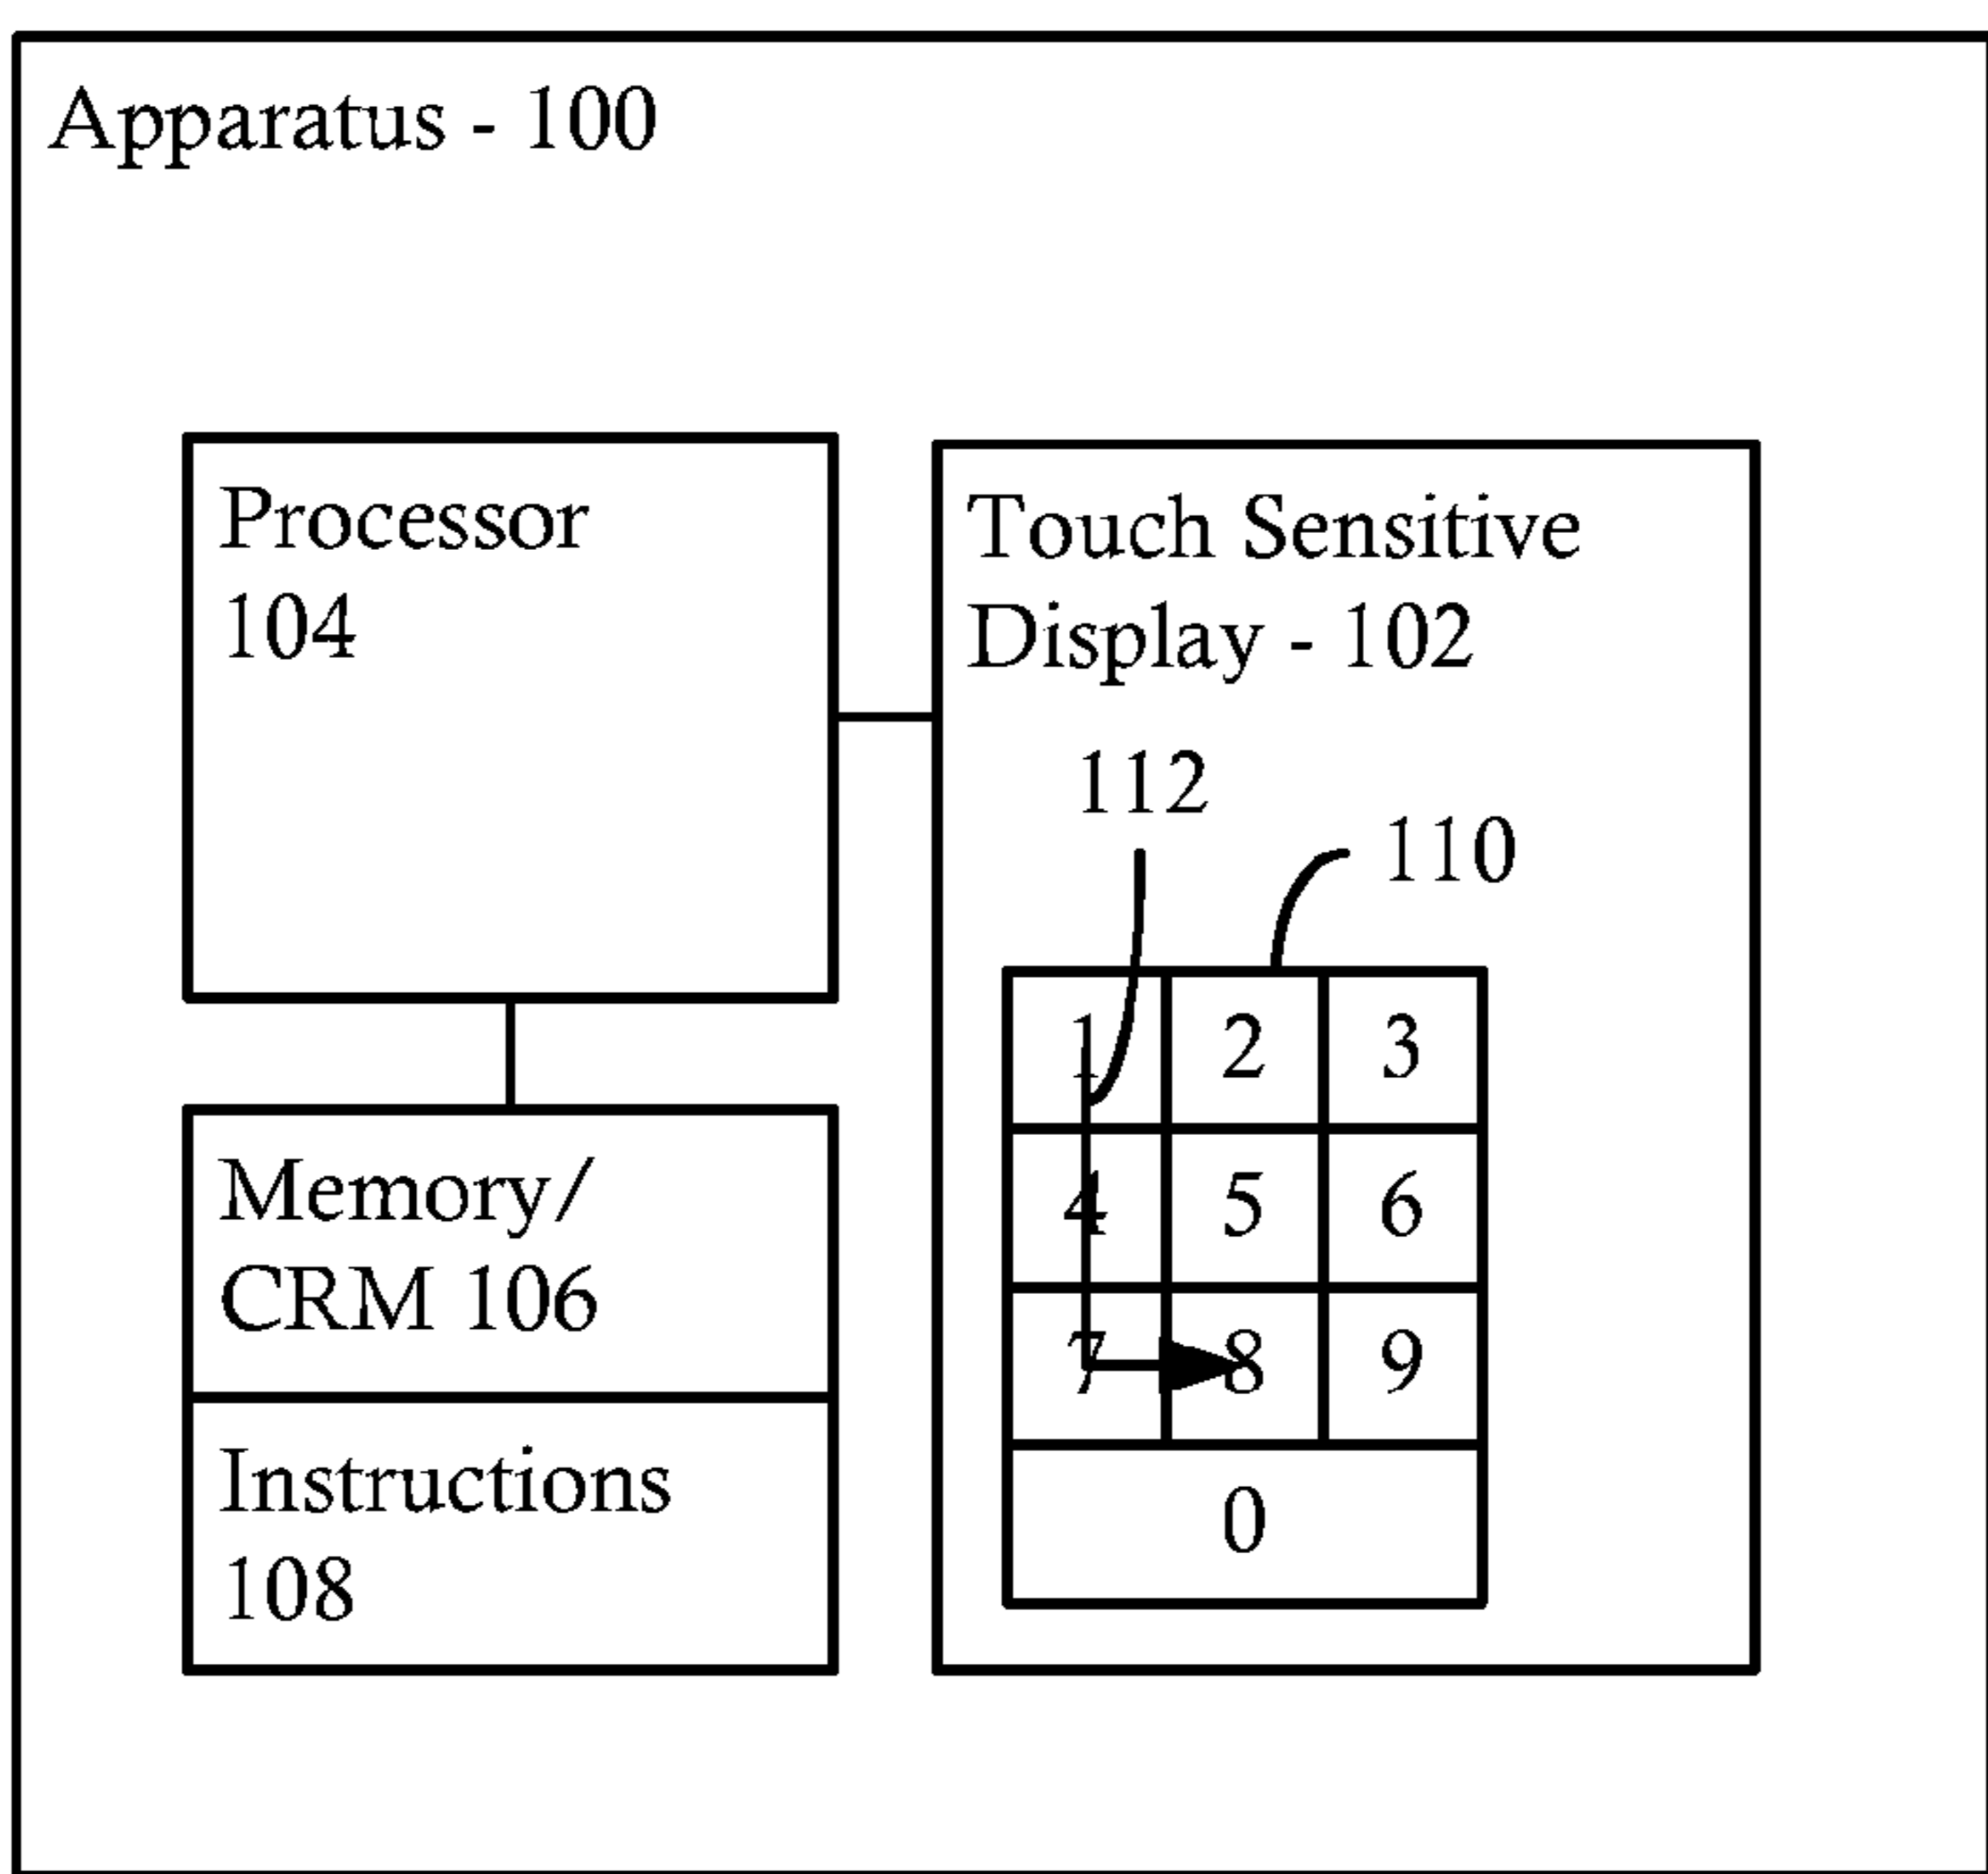 Apparatus - 100
Processor
104
Memory/
CRM 106
Instructions
108
Touch Sensitive
Display - 102
112
110
1 2 3
4 5 6
7 8 9
0